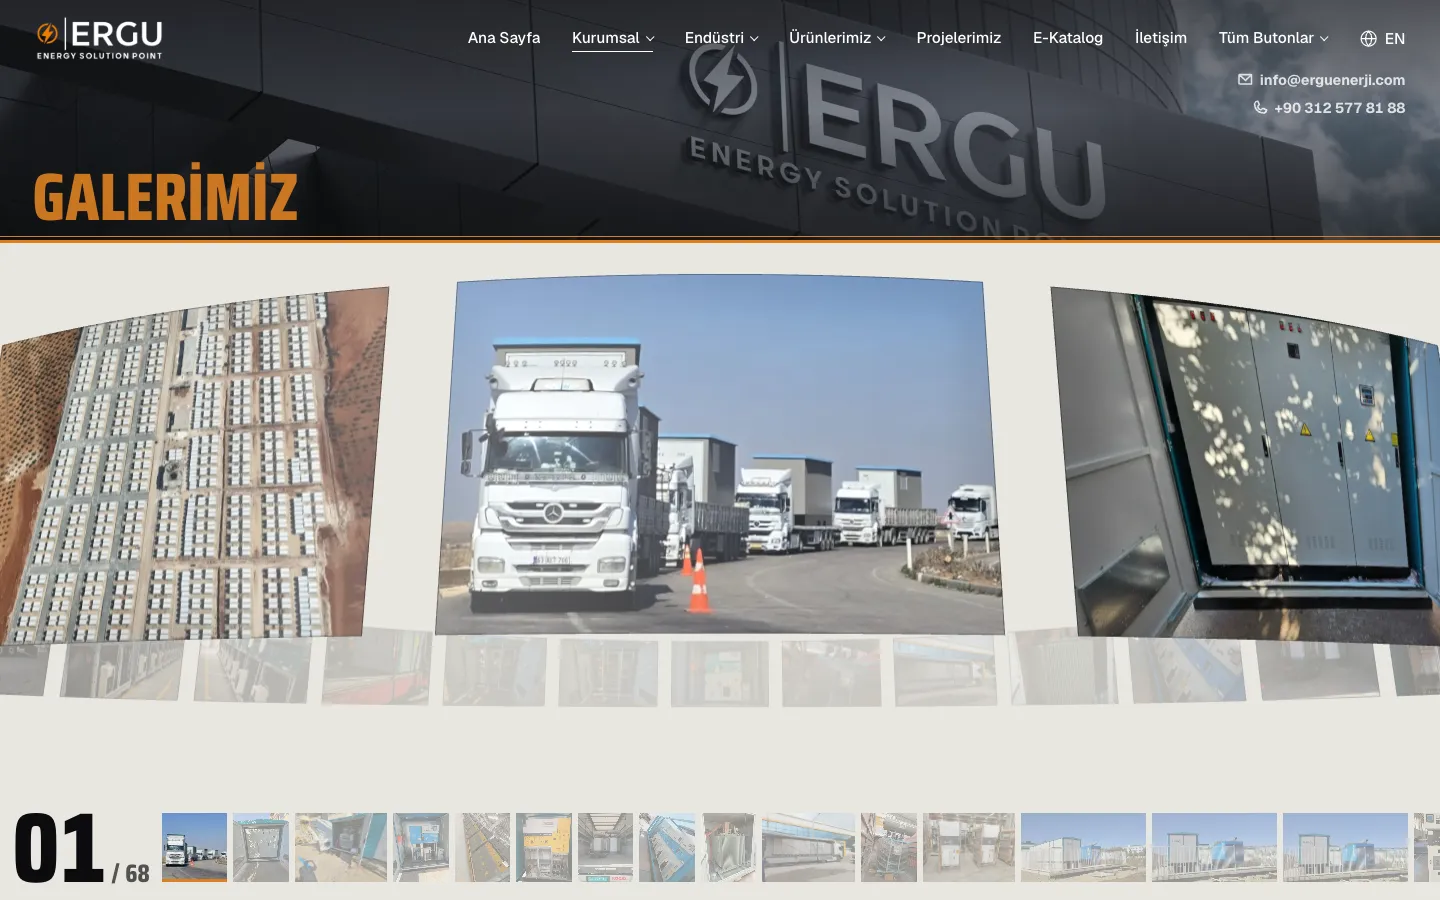 ERGU
ENERGY SOLUTION POINT
Ana Sayfa
Kurumsal
Endüstri
Ürünlerimiz
Projelerimiz
E-Katalog
İletişim
Tüm Butonlar
EN
info@erguenerji.com
+90 312 577 81 88
ERGU
ENERGY SOLUTION
GALERİMİZ
01 / 68